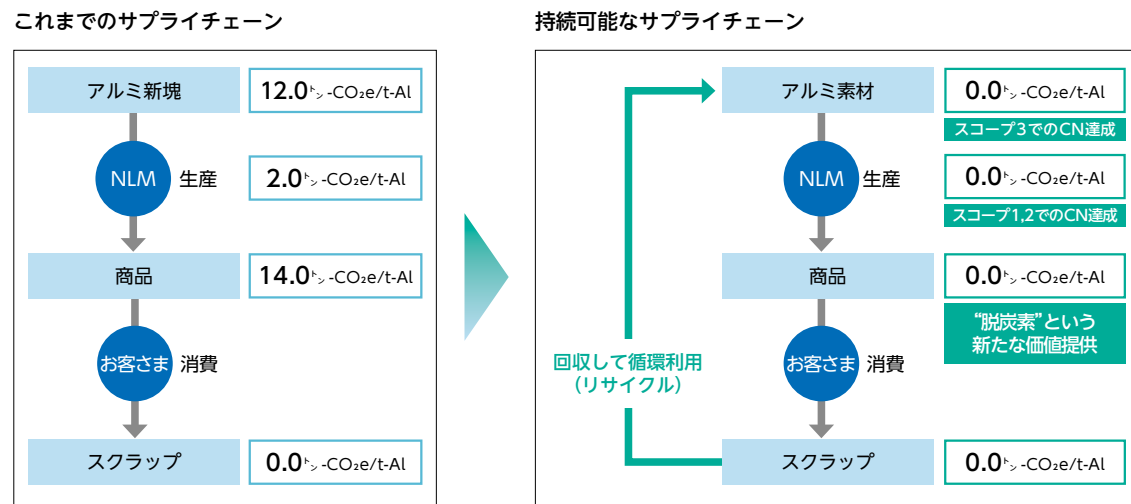 これまでのサプライチェーン
アルミ新塊
12.0トン-CO₂e/t-Al
NLM
生産
2.0トン-CO₂e/t-Al
商品
14.0トン-CO₂e/t-Al
お客さま
消費
スクラップ
0.0トン-CO₂e/t-Al
持続可能なサプライチェーン
アルミ素材
0.0トン-CO₂e/t-Al
スコープ3でのCN達成
NLM
生産
0.0トン-CO₂e/t-Al
スコープ1,2でのCN達成
商品
0.0トン-CO₂e/t-Al
“脱炭素”という
新たな価値提供
回収して循環利用
（リサイクル）
お客さま
消費
スクラップ
0.0トン-CO₂e/t-Al